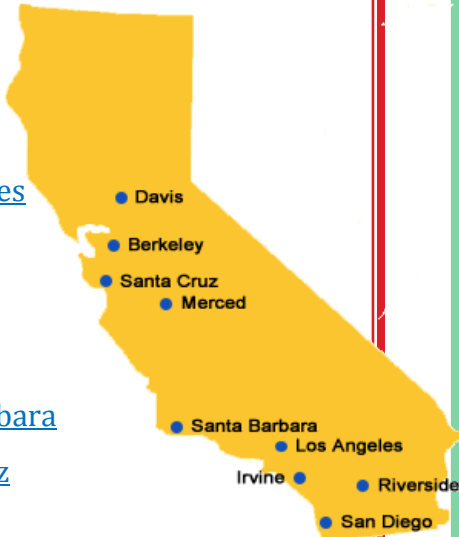 es
Davis
Berkeley
Santa Cruz
Merced
bara
Santa Barbara
Los Angeles
z
Irvine
Riverside
San Diego